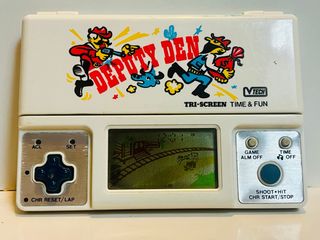 DEPUTY DEN
VTECH
TRI-SCREEN TIME & FUN
ACL
SET
CHR RESET/LAP
GAME
ALM OFF
TIME
OFF
SHOOT•HIT
CHR START/STOP